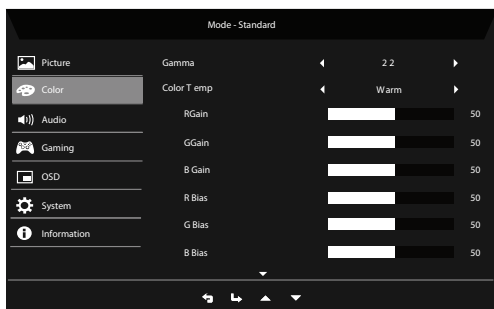 Mode - Standard
Picture
Color
Audio
Gaming
OSD
System
Information
Gamma 2 2
Color T emp Warm
RGain 50
GGain 50
B Gain 50
R Bias 50
G Bias 50
B Bias 50